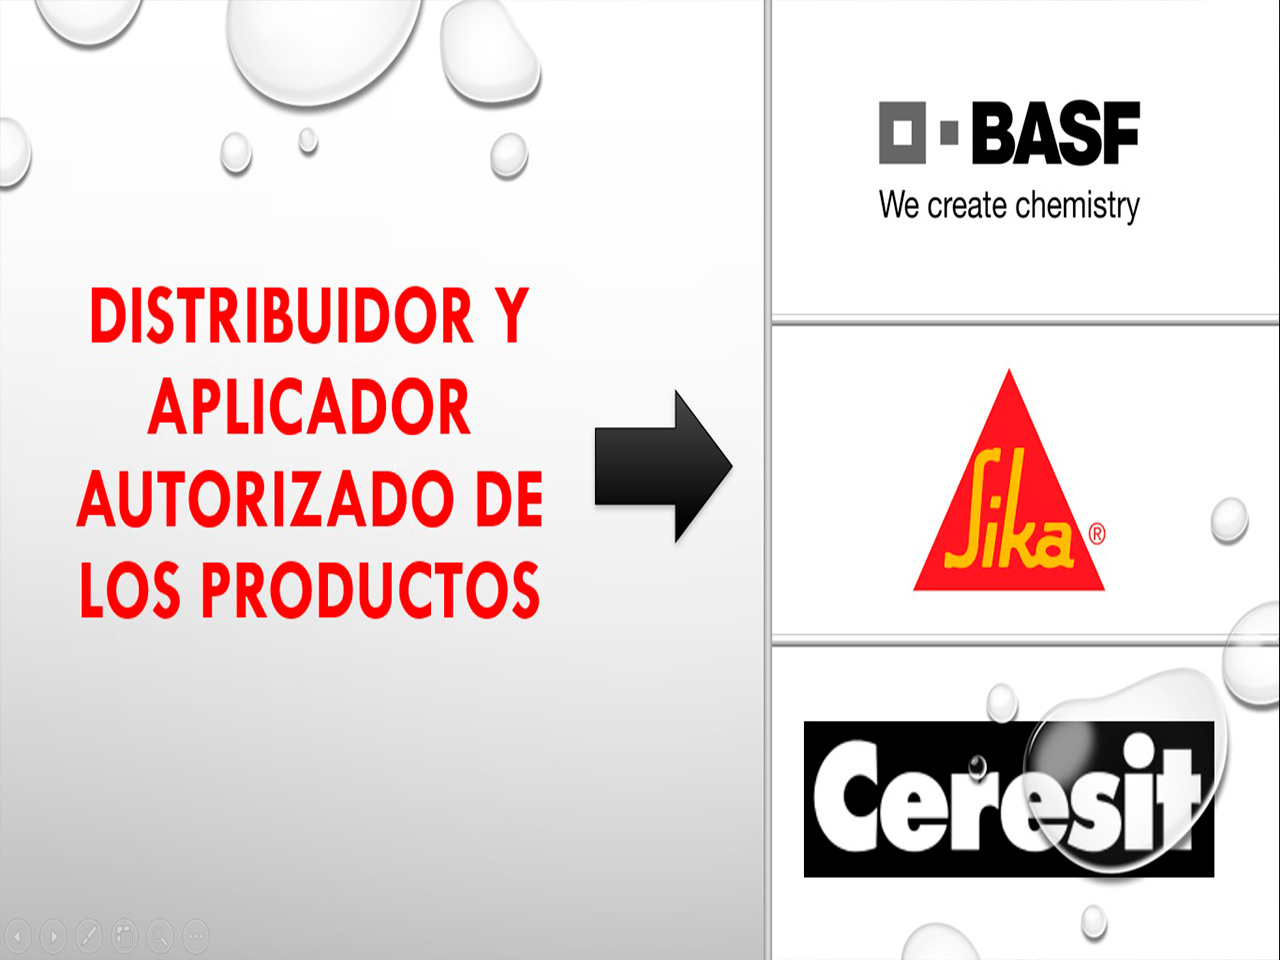 DISTRIBUIDOR Y
APLICADOR
AUTORIZADO DE
LOS PRODUCTOS
BASF
We create chemistry
Sika®
Ceresit